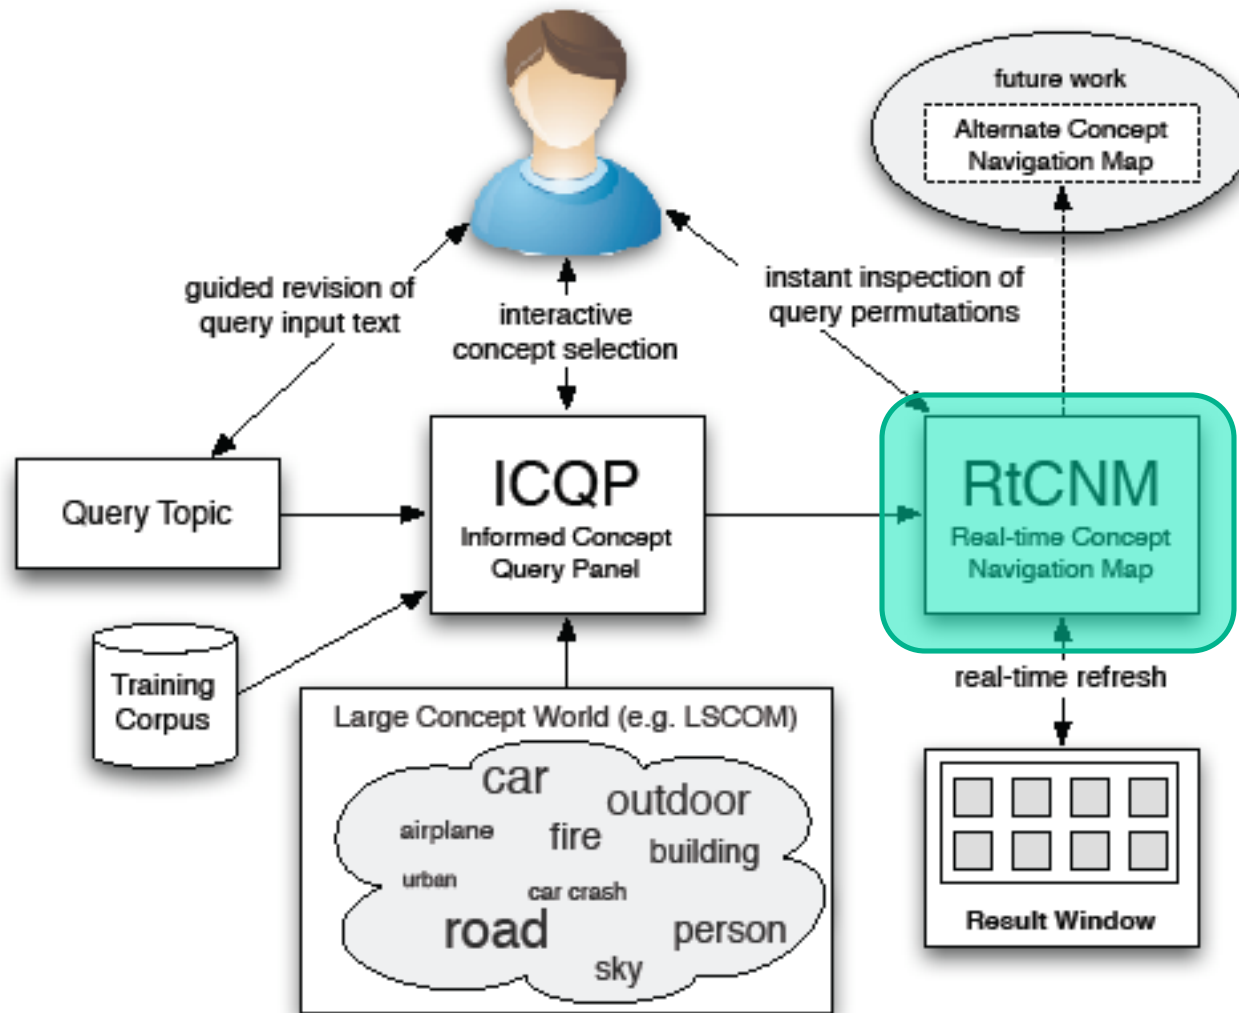 future work
Alternate Concept
Navigation Map
guided revision of
query input text
interactive
concept selection
instant inspection of
query permutations
Query Topic
ICQP
Informed Concept
Query Panel
RtCNM
Real-time Concept
Navigation Map
Training
Corpus
real-time refresh
Large Concept World (e.g. LSCOM)
car
outdoor
airplane
fire
building
urban
car crash
road
person
sky
Result Window